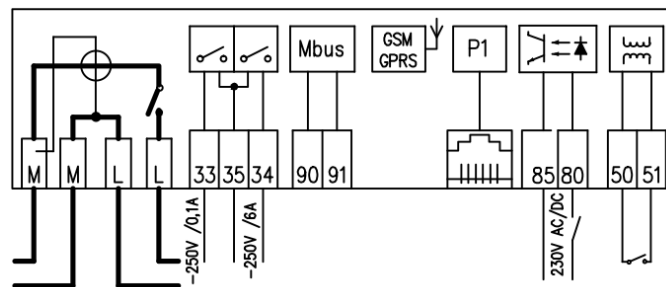 Mbus
GSM
GPRS
P1
M
M
L
L
33
35
34
90
91
85
80
50
51
~250V /0,1A
~250V /6A
230V AC/DC